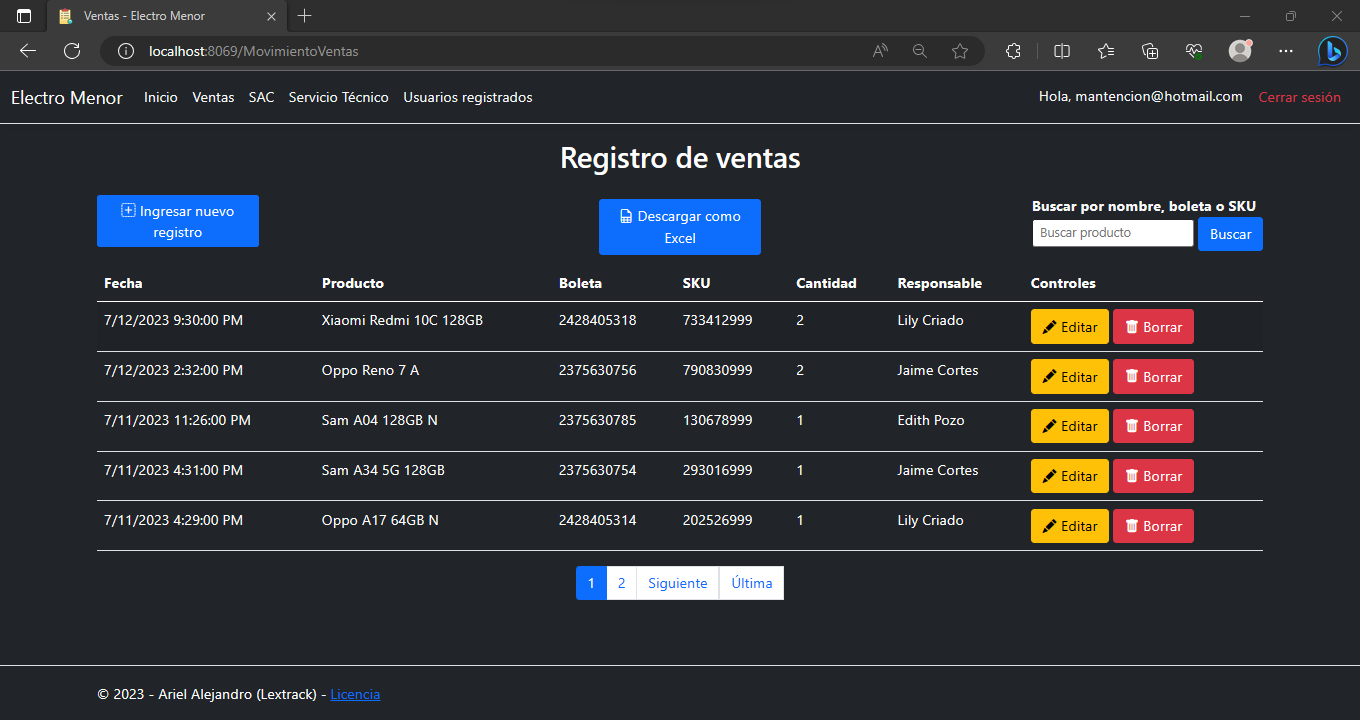 Ventas - Electro Menor
localhost:8069/MovimientoVentas
Electro Menor Inicio Ventas SAC Servicio Técnico Usuarios registrados Hola, mantencion@hotmail.com Cerrar sesión
Registro de ventas
Ingresar nuevo
registro
Descargar como
Excel
Buscar por nombre, boleta o SKU
Buscar producto Buscar
Fecha Producto Boleta SKU Cantidad Responsable Controles
7/12/2023 9:30:00 PM Xiaomi Redmi 10C 128GB 2428405318 733412999 2 Lily Criado Editar Borrar
7/12/2023 2:32:00 PM Oppo Reno 7 A 2375630756 790830999 2 Jaime Cortes Editar Borrar
7/11/2023 11:26:00 PM Sam A04 128GB N 2375630785 130678999 1 Edith Pozo Editar Borrar
7/11/2023 4:31:00 PM Sam A34 5G 128GB 2375630754 293016999 1 Jaime Cortes Editar Borrar
7/11/2023 4:29:00 PM Oppo A17 64GB N 2428405314 202526999 1 Lily Criado Editar Borrar
1 2 Siguiente Última
© 2023 - Ariel Alejandro (Lextrack) - Licencia